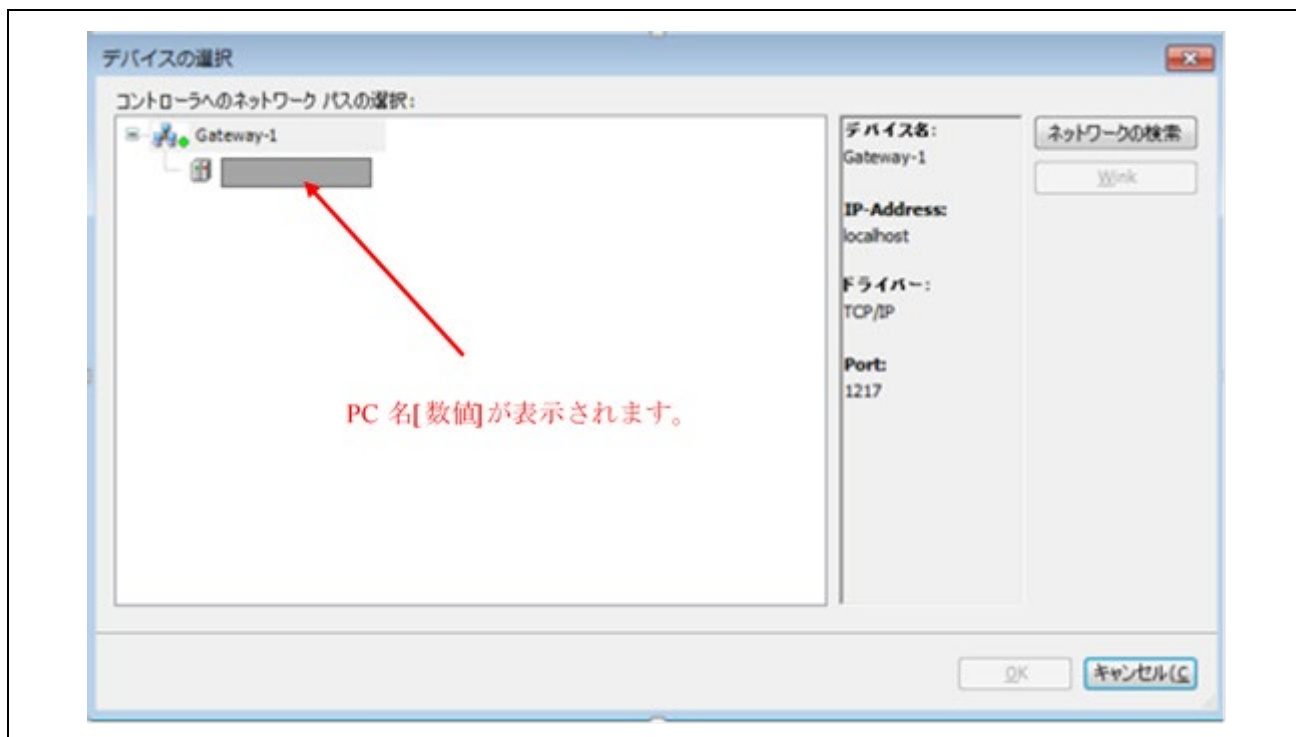 デバイスの選択
コントローラへのネットワーク パスの選択:
Gateway-1
PC 名[数値]が表示されます。
デバイス名:
Gateway-1
IP-Address:
localhost
ドライバー:
TCP/IP
Port:
1217
ネットワークの検索
Wink
OK
キャンセル(C